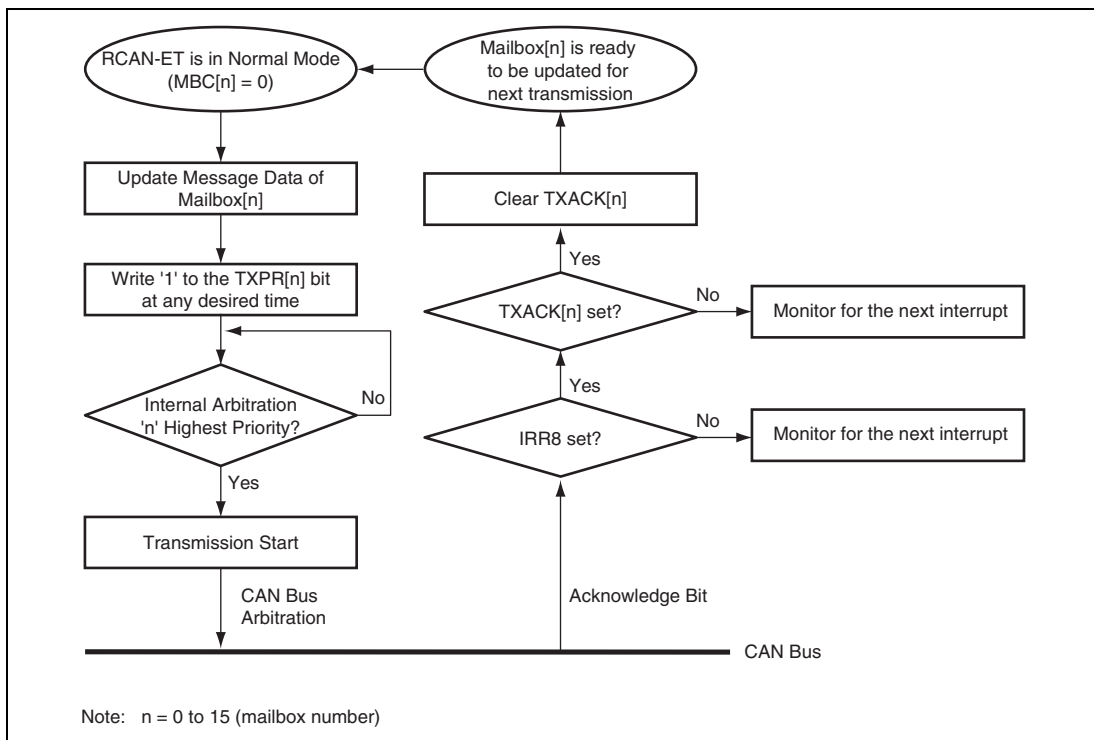 RCAN-ET is in Normal Mode
(MBC[n] = 0)
Update Message Data of
Mailbox[n]
Write '1' to the TXPR[n] bit
at any desired time
Internal Arbitration
'n' Highest Priority?
No
Yes
Transmission Start
CAN Bus
Arbitration
Mailbox[n] is ready
to be updated for
next transmission
Clear TXACK[n]
Yes
TXACK[n] set?
No
Monitor for the next interrupt
Yes
IRR8 set?
No
Monitor for the next interrupt
Acknowledge Bit
CAN Bus
Note: n = 0 to 15 (mailbox number)